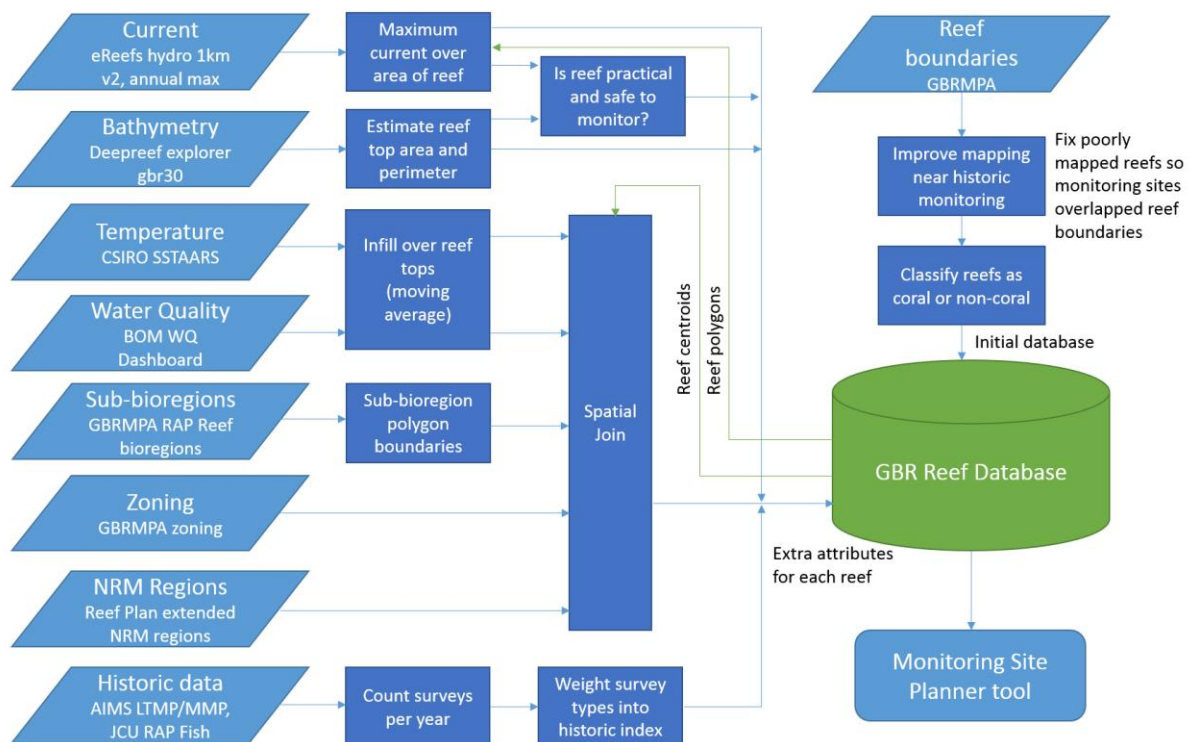 Current
eReefs hydro 1km
v2, annual max
Maximum
current over
area of reef
Is reef practical
and safe to
monitor?
Bathymetry
Deepreef explorer
gbr30
Estimate reef
top area and
perimeter
Temperature
CSIRO SSTAARS
Infill over reef
tops
(moving
average)
Water Quality
BOM WQ
Dashboard
Sub-bioregions
GBRMPA RAP Reef
bioregions
Sub-bioregion
polygon
boundaries
Spatial
Join
Zoning
GBRMPA zoning
NRM Regions
Reef Plan extended
NRM regions
Historic data
AIMS LTMP/MMP,
JCU RAP Fish
Count surveys
per year
Weight survey
types into
historic index
Reef centroids
Reef polygons
Reef
boundaries
GBRMPA
Improve mapping
near historic
monitoring
Fix poorly
mapped reefs so
monitoring sites
overlapped reef
boundaries
Classify reefs as
coral or non-coral
Initial database
GBR Reef Database
Extra attributes
for each reef
Monitoring Site
Planner tool